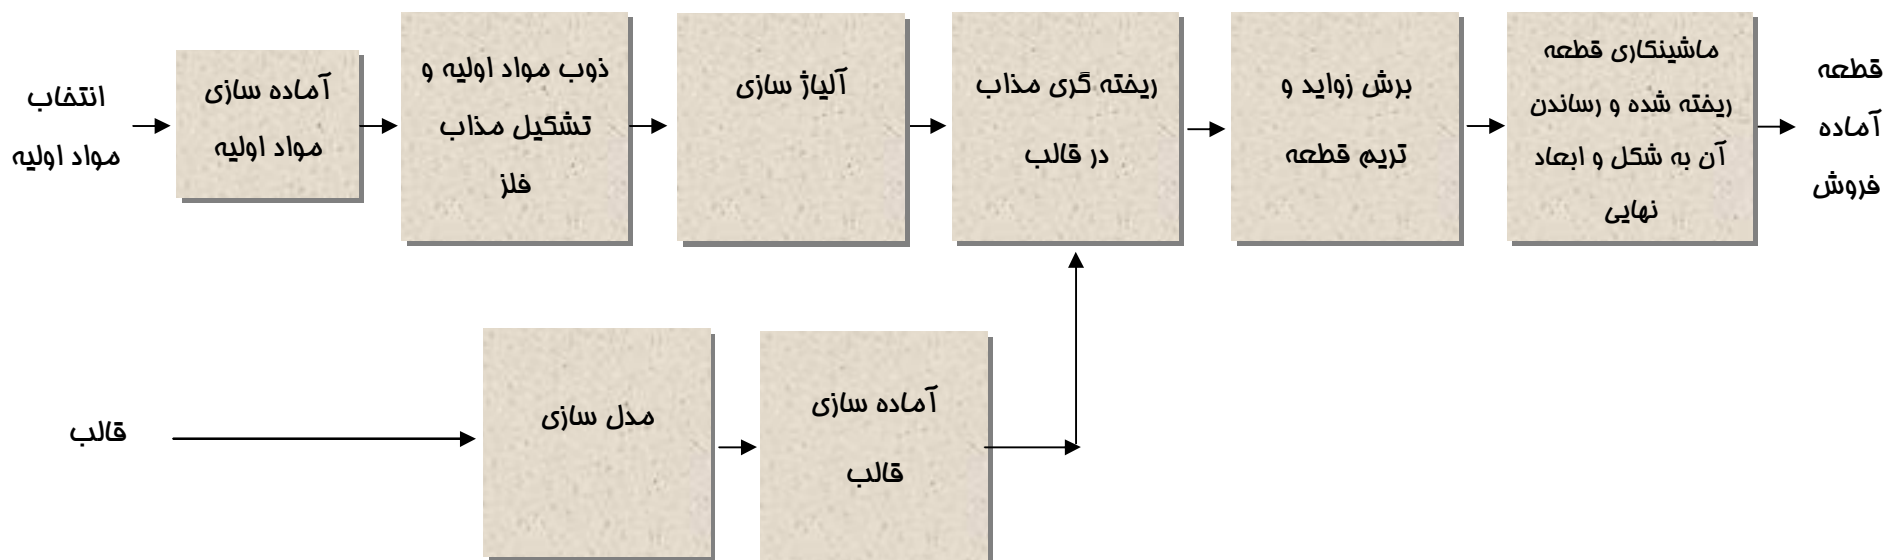 انتخاب
مواد اولیه
آماده سازی
مواد اولیه
ذوب مواد اولیه و
تشکیل مذاب
فلز
آلیاژ سازی
ریخته گری مذاب
در قالب
برش زواید و
تریم قطعه
ماشینکاری قطعه
ریخته شده و رساندن
آن به شکل و ابعاد
نهایی
قطعه
آماده
فروش
قالب
مدل سازی
آماده سازی
قالب